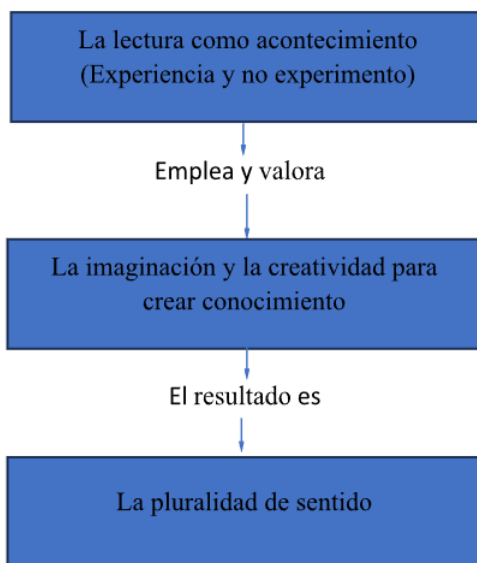 La lectura como acontecimiento
(Experiencia y no experimento)
Emplea y valora
La imaginación y la creatividad para
crear conocimiento
El resultado es
La pluralidad de sentido